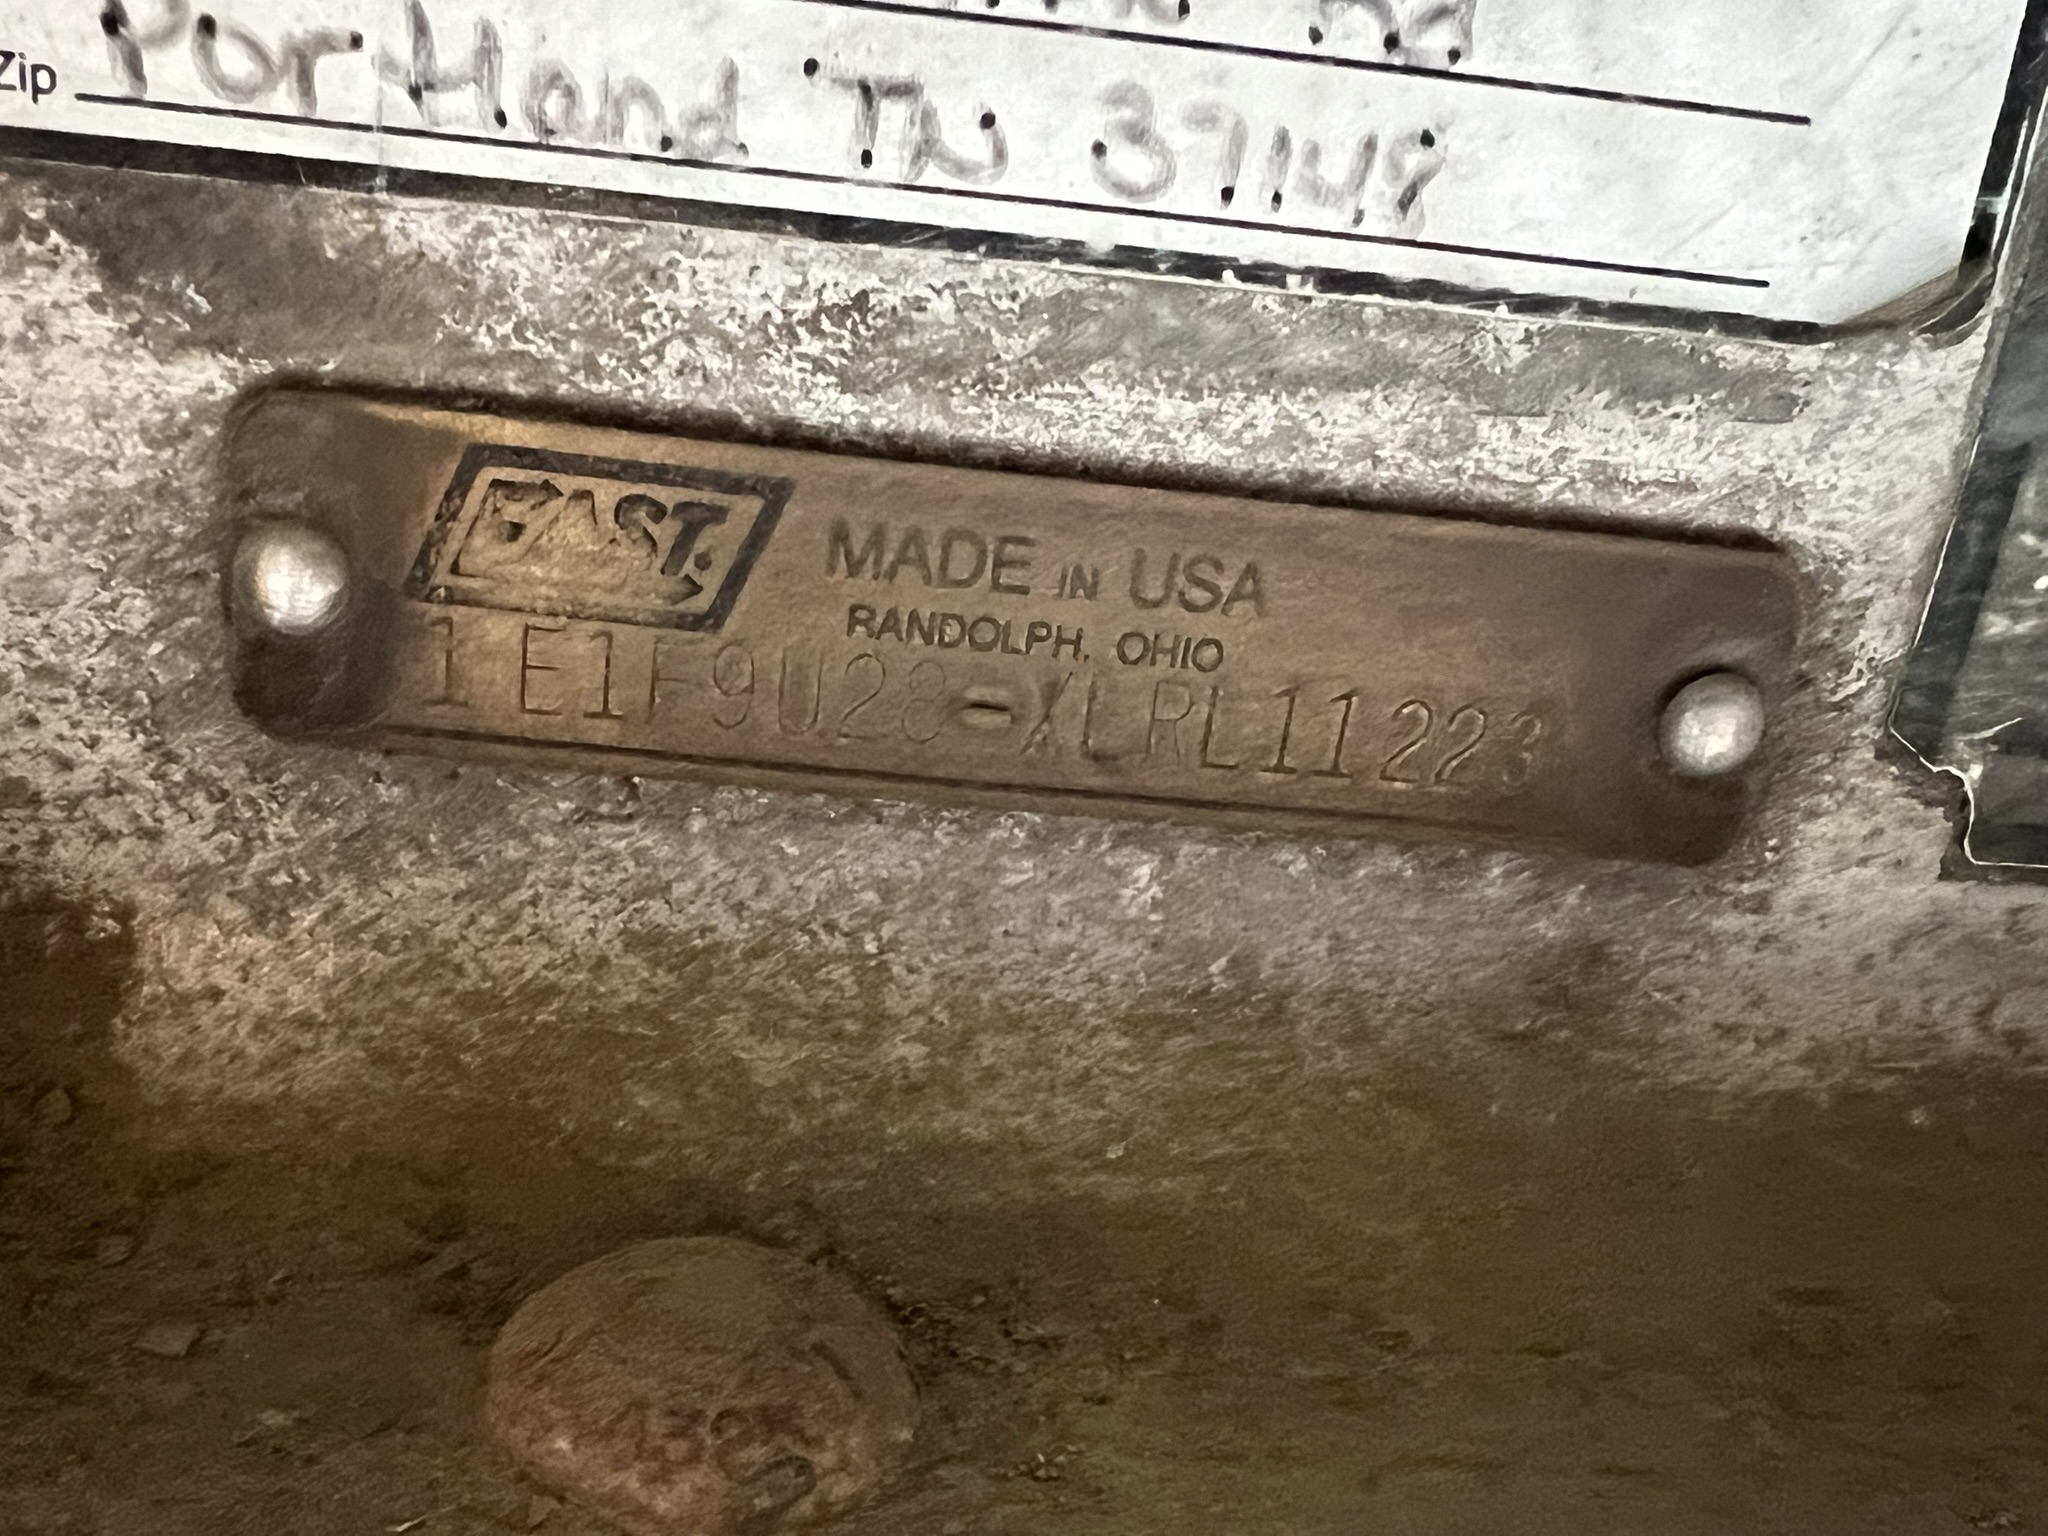 Zip Portland TN 37148
EAST.
MADE IN USA
RANDOLPH, OHIO
1E1F9U28-XLRL11223